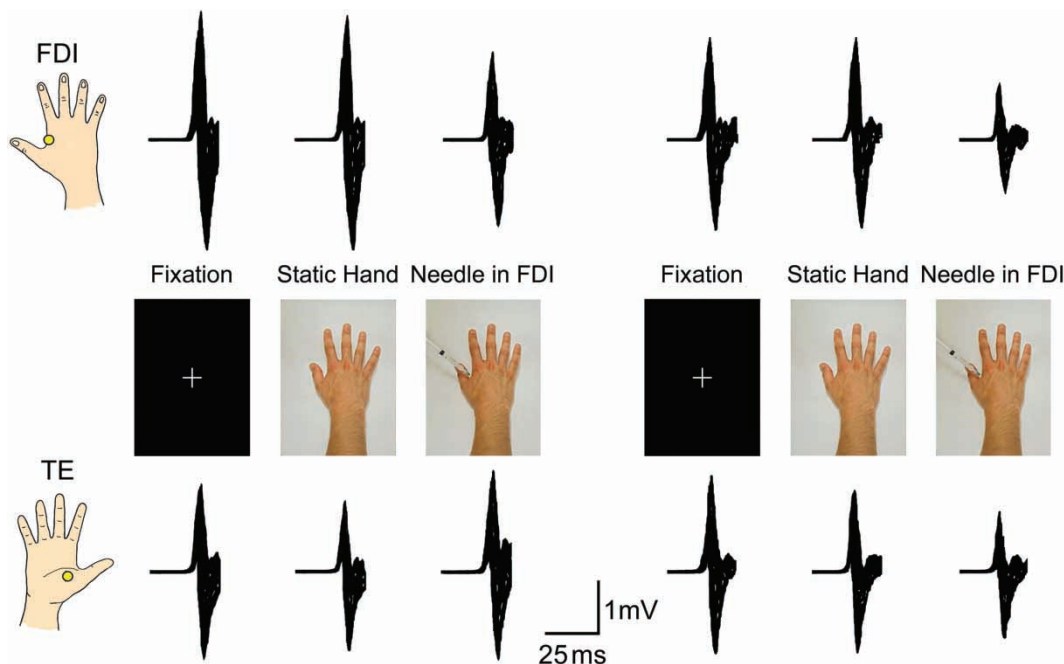 FDI
Fixation
Static Hand
Needle in FDI
Fixation
Static Hand
Needle in FDI
TE
1mV
25ms